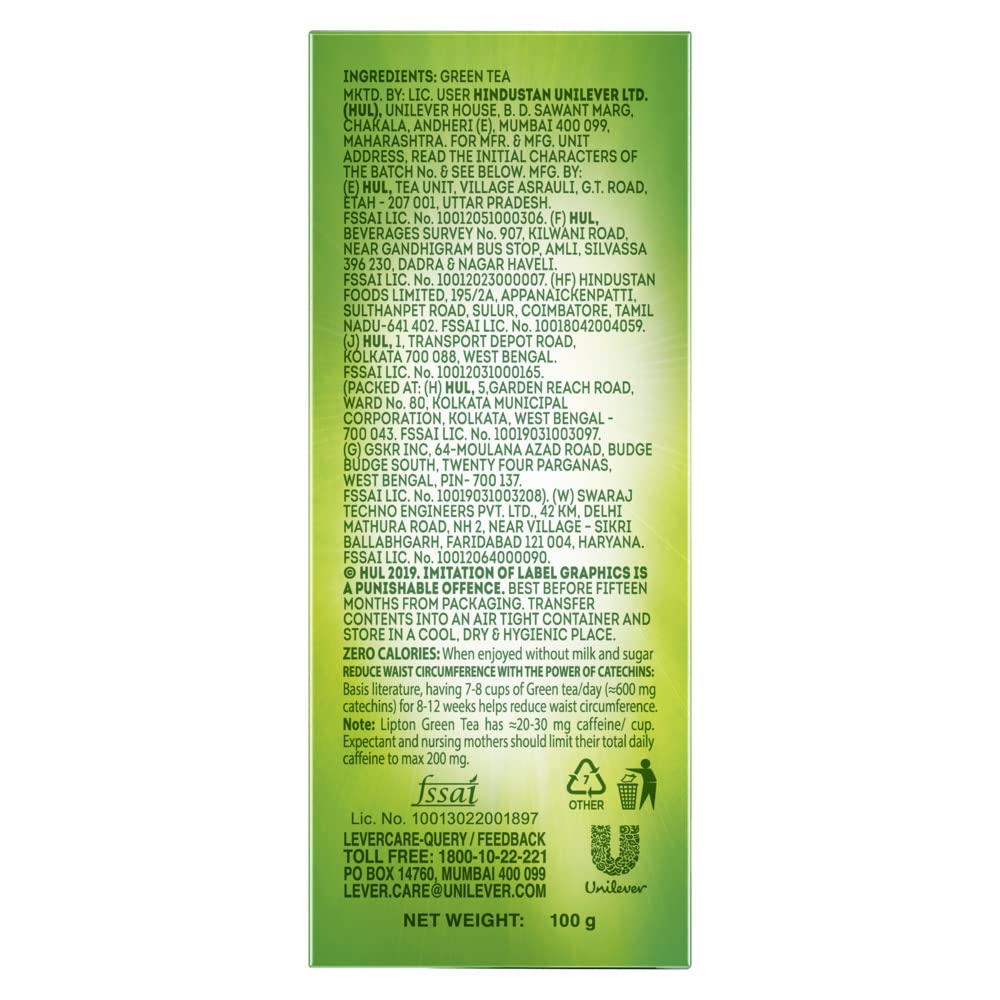 INGREDIENTS: GREEN TEA
MKTD. BY: LIC. USER HINDUSTAN UNILEVER LTD.
(HUL), UNILEVER HOUSE, B. D. SAWANT MARG,
CHAKALA, ANDHERI (E), MUMBAI 400 099,
MAHARASHTRA. FOR MFR. & MFG. UNIT
ADDRESS, READ THE INITIAL CHARACTERS OF
THE BATCH No. & SEE BELOW. MFG. BY:
(E) HUL, TEA UNIT, VILLAGE ASRAULI, G.T. ROAD,
ETAH - 207 001, UTTAR PRADESH.
FSSAI LIC. No. 10012051000306. (F) HUL,
BEVERAGES SURVEY No. 907, KILWANI ROAD,
NEAR GANDHIGRAM BUS STOP, AMLI, SILVASSA
396 230, DADRA & NAGAR HAVELI.
FSSAI LIC. No. 10012023000007. (HF) HINDUSTAN
FOODS LIMITED, 195/2A, APPANAICKENPATTI,
SULTHANPET ROAD, SULUR, COIMBATORE, TAMIL
NADU-641 402. FSSAI LIC. No. 10018042004059.
(J) HUL, 1, TRANSPORT DEPOT ROAD,
KOLKATA 700 088, WEST BENGAL.
FSSAI LIC. No. 10012031000165.
(PACKED AT: (H) HUL, 5,GARDEN REACH ROAD,
WARD No. 80, KOLKATA MUNICIPAL
CORPORATION, KOLKATA, WEST BENGAL -
700 043. FSSAI LIC. No. 10019031003097.
(G) GSKR INC, 64-MOULANA AZAD ROAD, BUDGE
BUDGE SOUTH, TWENTY FOUR PARGANAS,
WEST BENGAL, PIN- 700 137.
FSSAI LIC. No. 10019031003208). (W) SWARAJ
TECHNO ENGINEERS PVT. LTD., 42 KM, DELHI
MATHURA ROAD, NH 2, NEAR VILLAGE - SIKRI
BALLABHGARH, FARIDABAD 121 004, HARYANA.
FSSAI LIC. No. 10012064000090.
© HUL 2019. IMITATION OF LABEL GRAPHICS IS
A PUNISHABLE OFFENCE. BEST BEFORE FIFTEEN
MONTHS FROM PACKAGING. TRANSFER
CONTENTS INTO AN AIR TIGHT CONTAINER AND
STORE IN A COOL, DRY & HYGIENIC PLACE.
ZERO CALORIES: When enjoyed without milk and sugar
REDUCE WAIST CIRCUMFERENCE WITH THE POWER OF CATECHINS:
Basis literature, having 7-8 cups of Green tea/day (≈600 mg
catechins) for 8-12 weeks helps reduce waist circumference.
Note: Lipton Green Tea has ≈20-30 mg caffeine/ cup.
Expectant and nursing mothers should limit their total daily
caffeine to max 200 mg.
fssai
Lic. No. 10013022001897
7
OTHER
LEVERCARE-QUERY / FEEDBACK
TOLL FREE: 1800-10-22-221
PO BOX 14760, MUMBAI 400 099
LEVER.CARE@UNILEVER.COM
Unilever
NET WEIGHT: 100 g